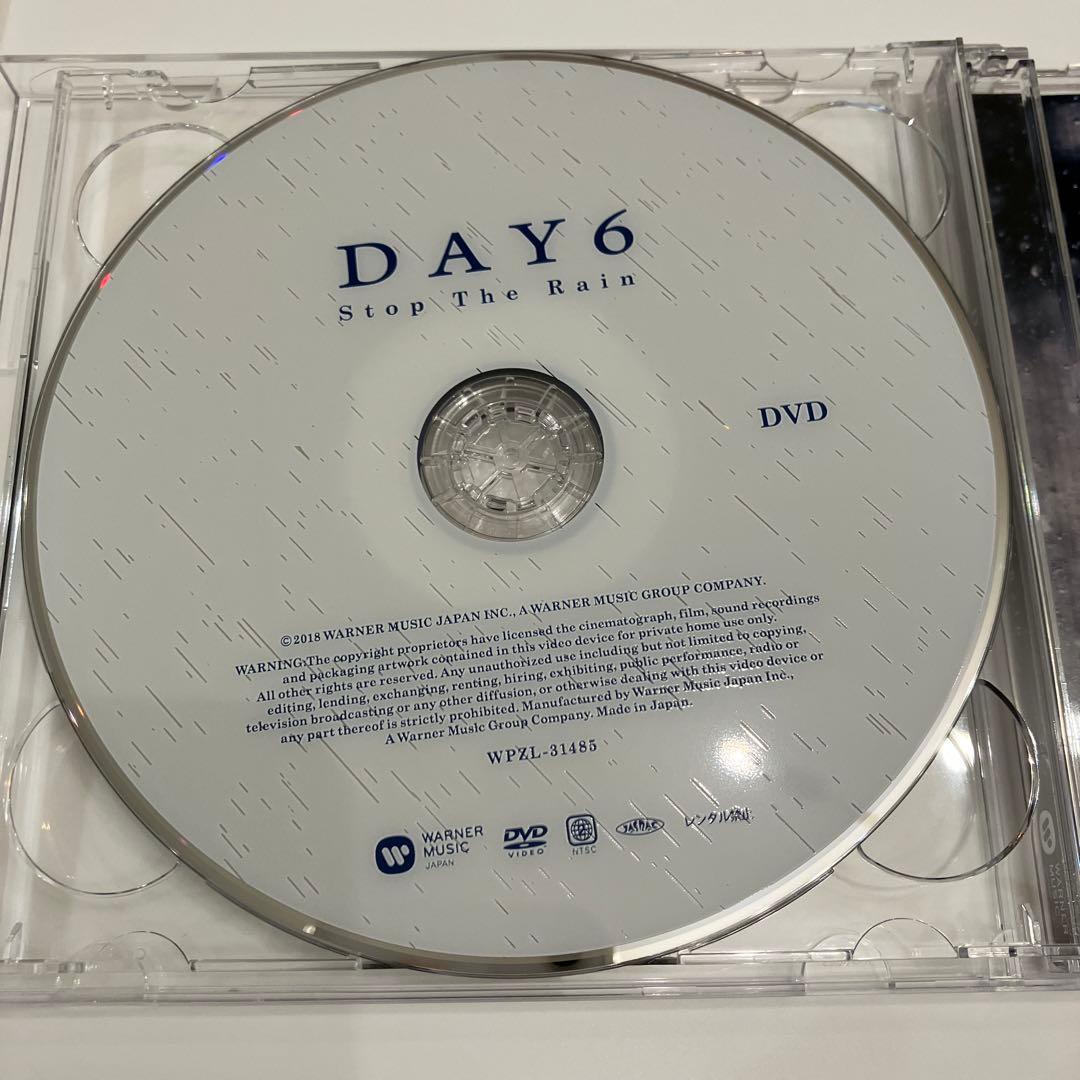 DAY6
Stop The Rain
DVD
©2018 WARNER MUSIC JAPAN INC., A WARNER MUSIC GROUP COMPANY.
WARNING:The copyright proprietors have licensed the cinematograph, film, sound recordings
and packaging artwork contained in this video device for private home use only.
All other rights are reserved. Any unauthorized use including but not limited to copying,
editing, lending, exchanging, renting, hiring, exhibiting, public performance, radio or
television broadcasting or any other diffusion, or otherwise dealing with this video device or
any part thereof is strictly prohibited. Manufactured by Warner Music Japan Inc.,
A Warner Music Group Company. Made in Japan.
WPZL-31485
WARNER
MUSIC
JAPAN
DVD
VIDEO
2
NTSC
JASRAC
レンタル禁止
WARNER
MUSIC